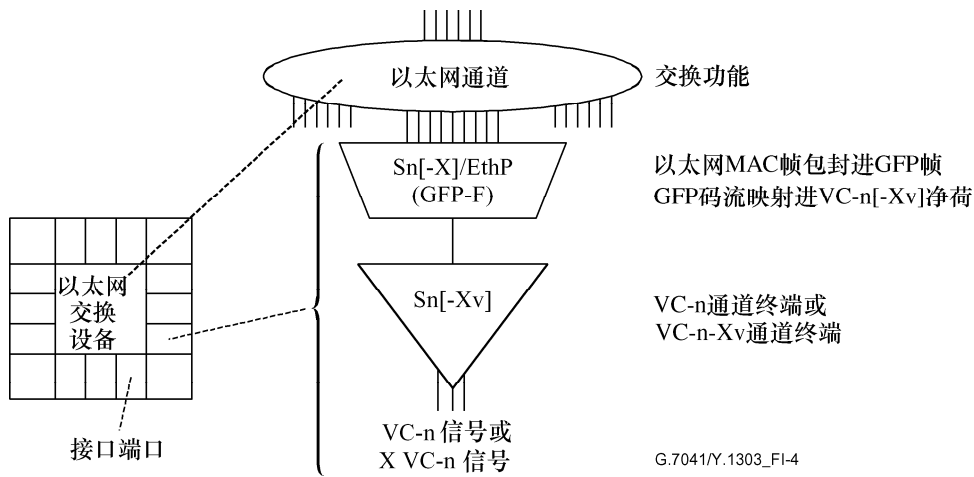 以太网通道
交换功能
Sn[-X]/EthP
(GFP-F)
以太网MAC帧包封进GFP帧
GFP码流映射进VC-n[-Xv]净荷
以太网
交换
设备
Sn[-Xv]
VC-n通道终端或
VC-n-Xv通道终端
接口端口
VC-n 信号或
X VC-n 信号
G.7041/Y.1303_FI-4